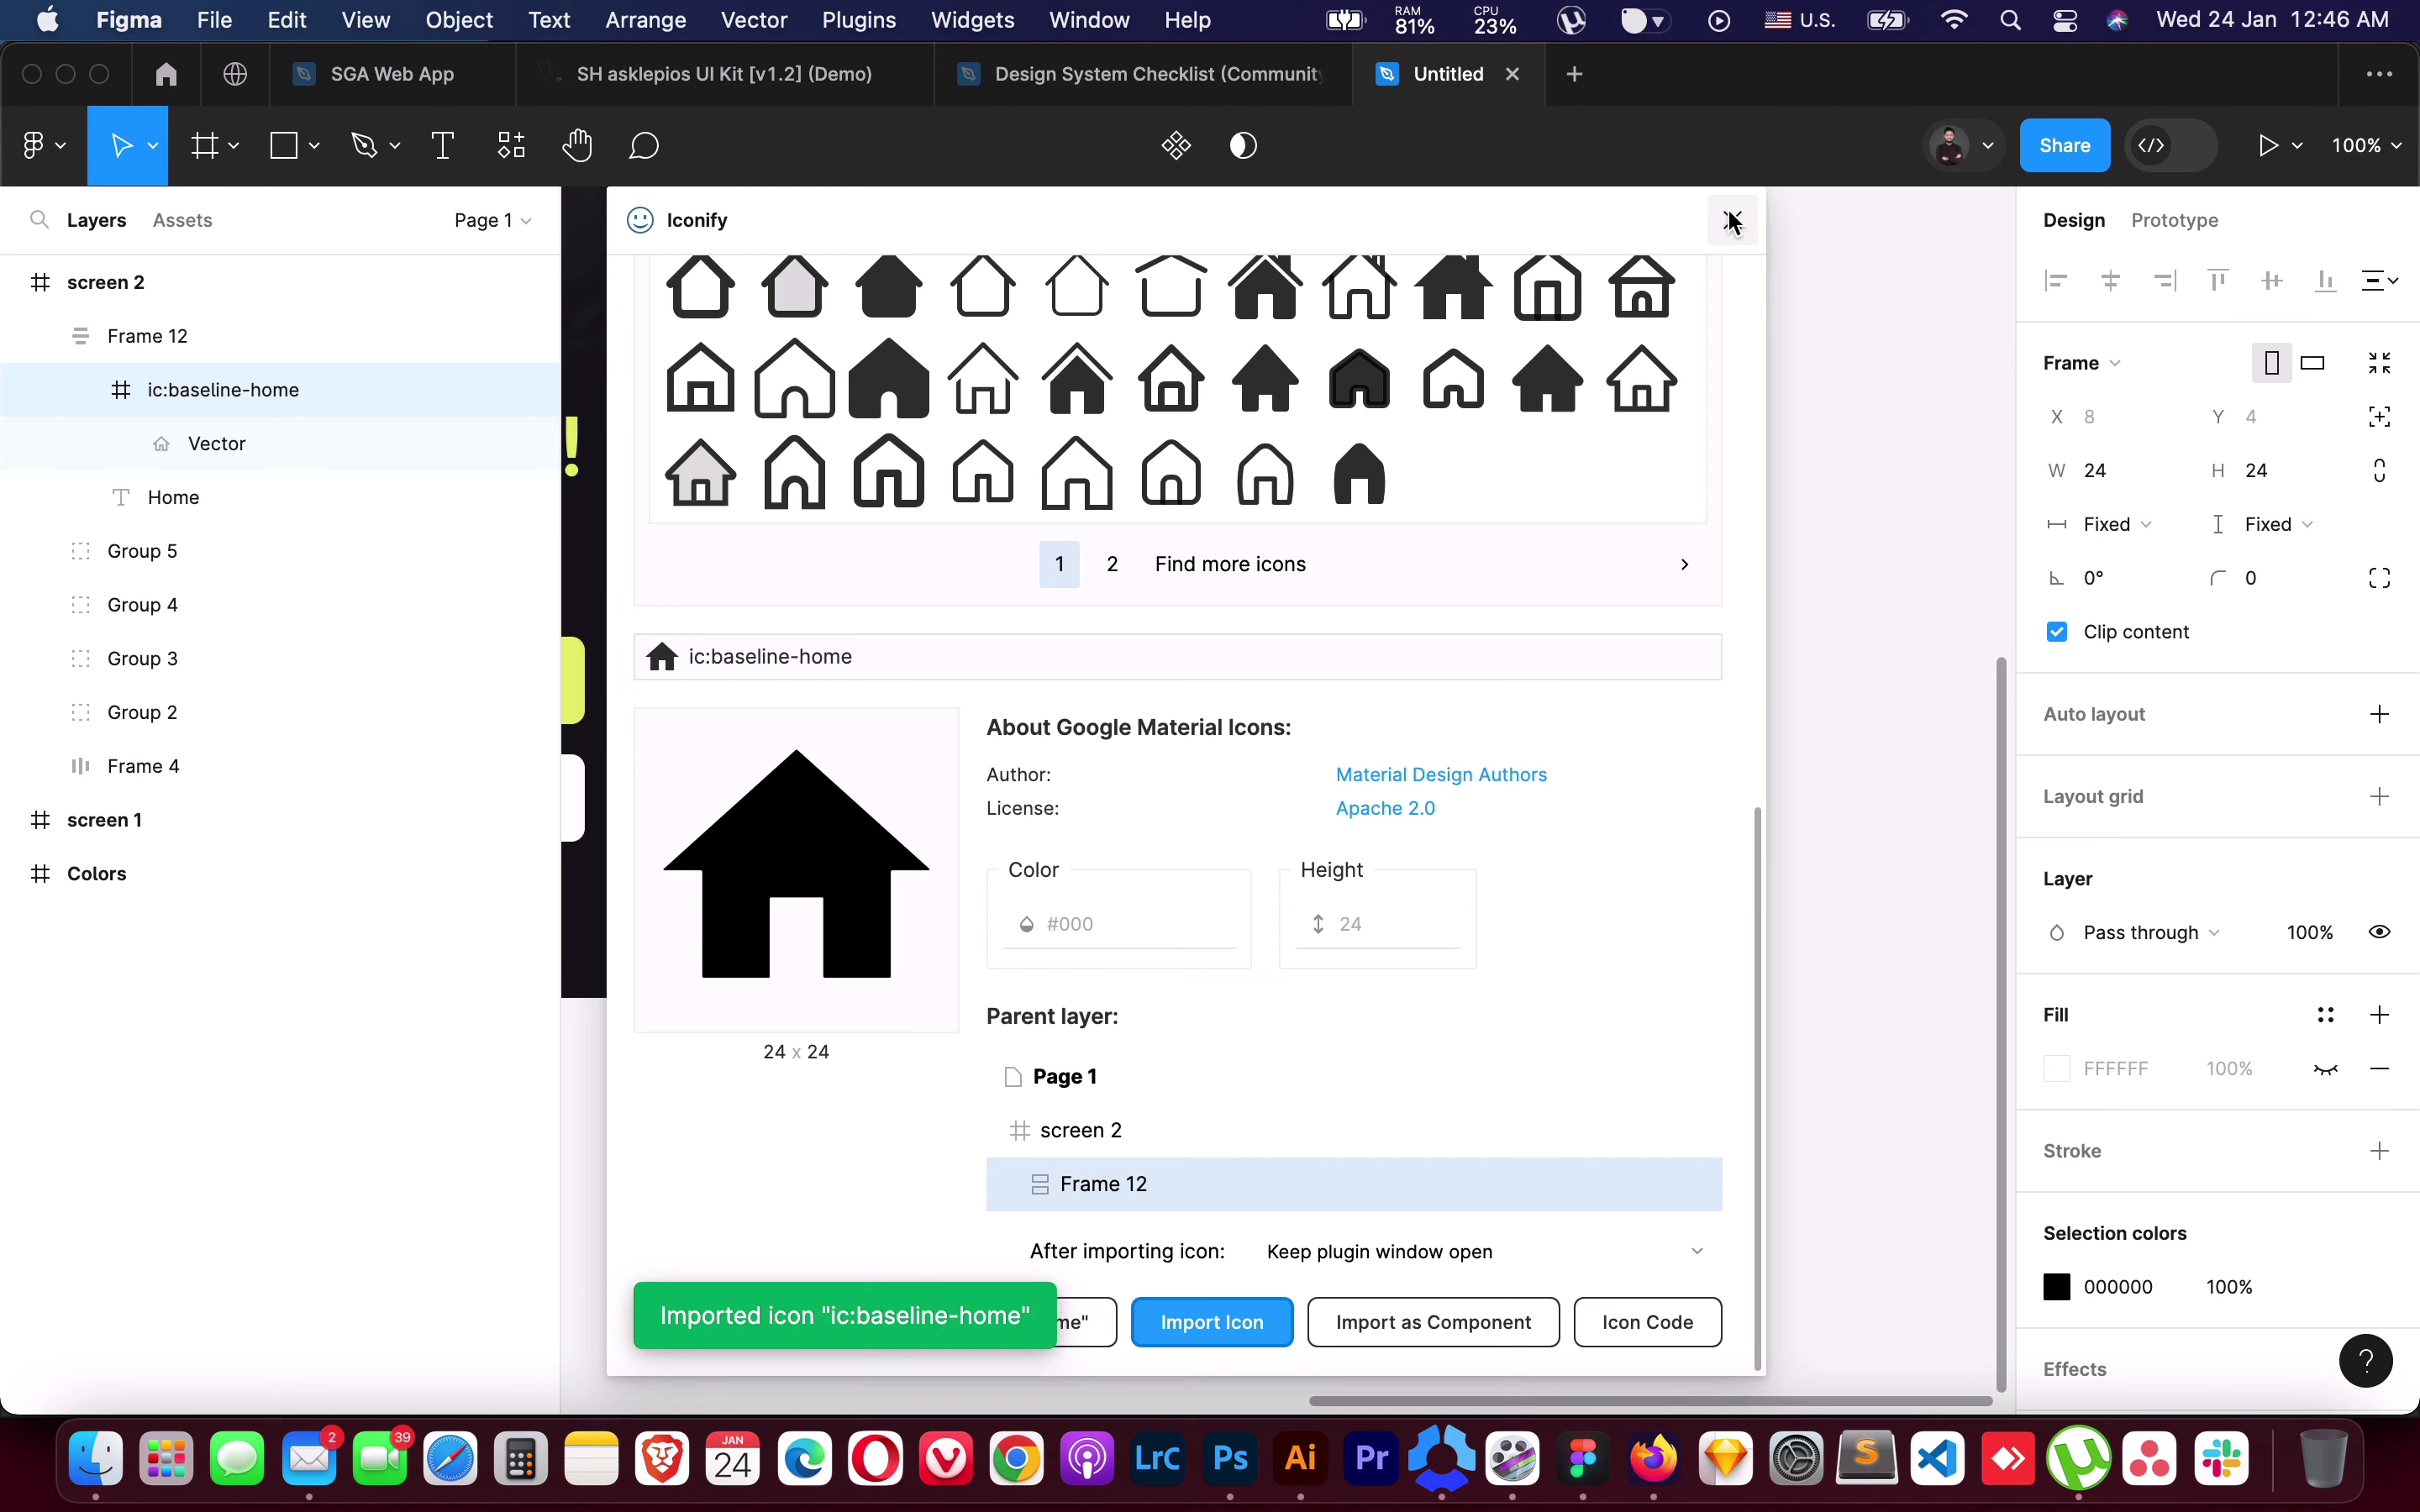 Figma File Edit View Object Text Arrange Vector Plugins Widgets Window Help RAM 81% CPU 23% U.S. Wed 24 Jan 12:46 AM
SGA Web App SH asklepios UI Kit [v1.2] (Demo) Design System Checklist (Community Untitled
Share 100%
Layers Assets Page 1
Iconify
Design Prototype
screen 2
Frame 12
ic:baseline-home
Vector
Home
Group 5
Group 4
Group 3
Group 2
Frame 4
screen 1
Colors
!
1 2 Find more icons
ic:baseline-home
About Google Material Icons:
Author: Material Design Authors
License: Apache 2.0
Color Height
#000 24
24 x 24
Parent layer:
Page 1
screen 2
Frame 12
After importing icon: Keep plugin window open
Imported icon "ic:baseline-home" me" Import Icon Import as Component Icon Code
Frame
X 8 Y 4
W 24 H 24
Fixed Fixed
0° 0
Clip content
Auto layout
Layout grid
Layer
Pass through 100%
Fill
FFFFFF 100%
Stroke
Selection colors
000000 100%
Effects
?
2 39 JAN 24 LrC Ps Ai Pr S